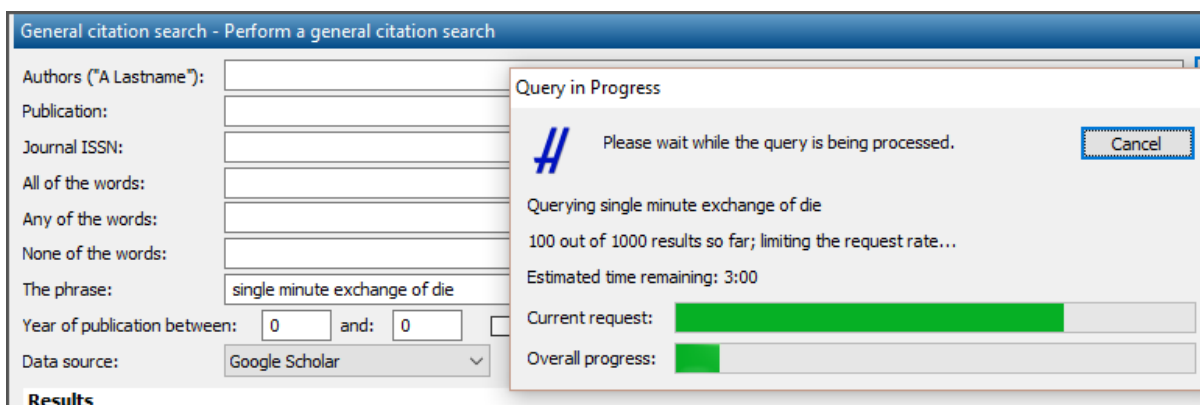 General citation search - Perform a general citation search
Authors ("A Lastname"):
Publication:
Journal ISSN:
All of the words:
Any of the words:
None of the words:
The phrase: single minute exchange of die
Year of publication between: 0 and: 0
Data source: Google Scholar
Results
Query in Progress
Please wait while the query is being processed.
Cancel
Querying single minute exchange of die
100 out of 1000 results so far; limiting the request rate...
Estimated time remaining: 3:00
Current request:
Overall progress: